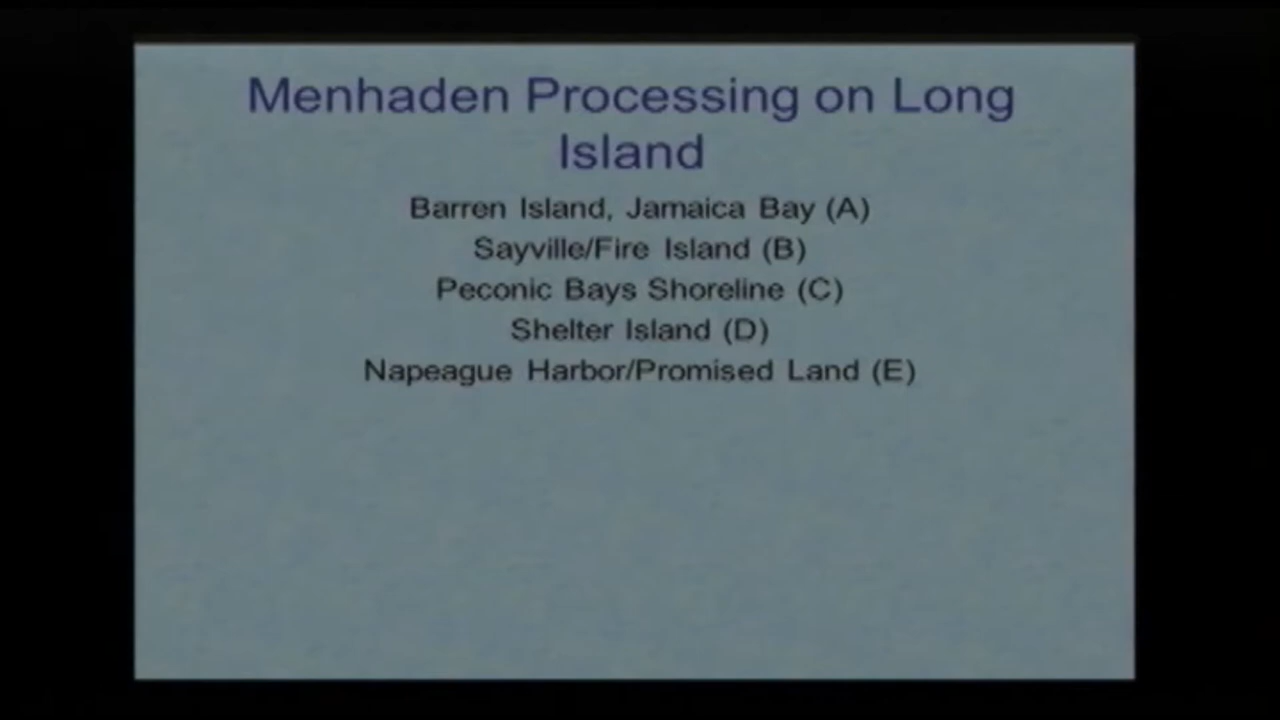 Menhaden Processing on Long
Island
Barren Island, Jamaica Bay (A)
Sayville/Fire Island (B)
Peconic Bays Shoreline (C)
Shelter Island (D)
Napeague Harbor/Promised Land (E)